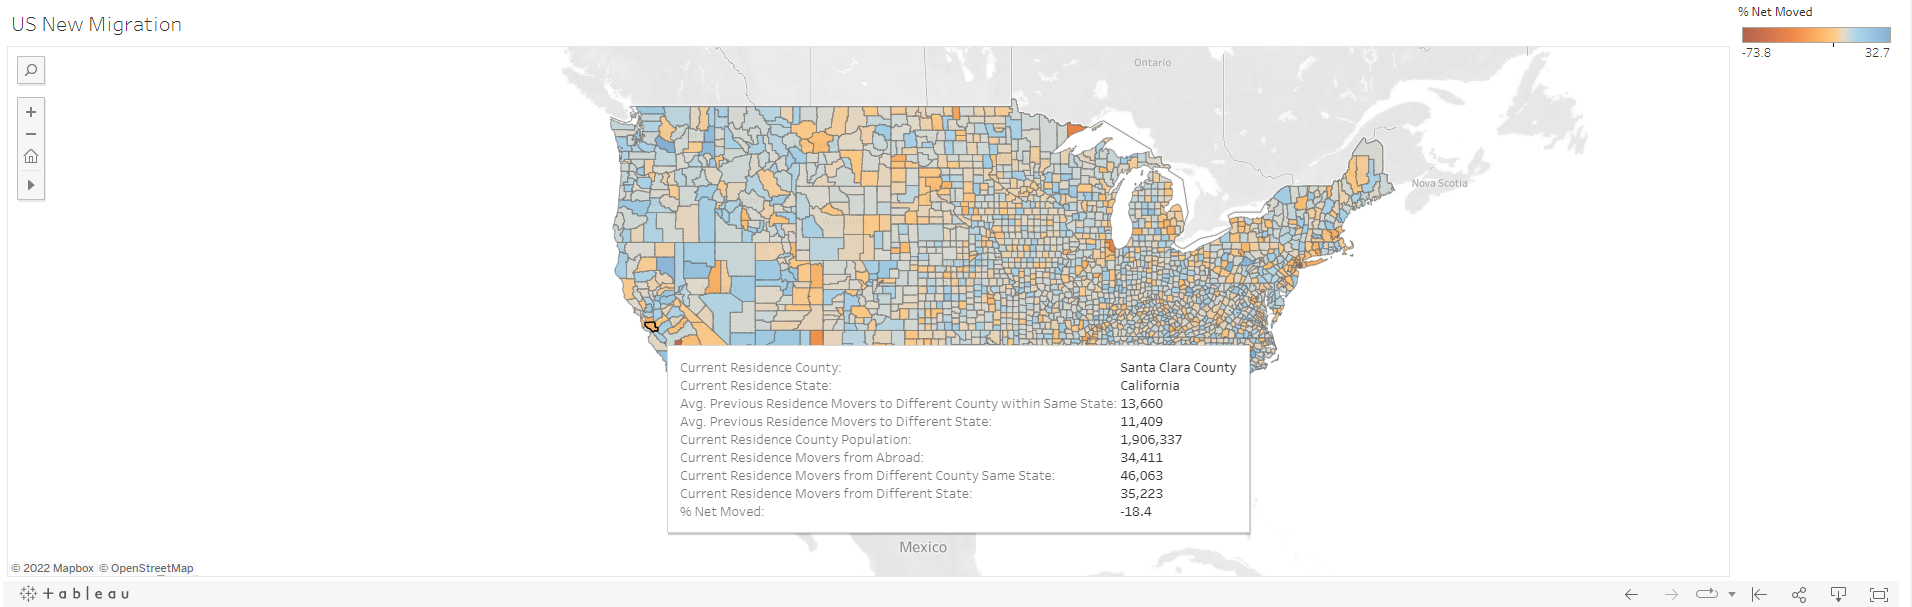 US New Migration
% Net Moved
-73.8 32.7
Ontario
Nova Scotia
Current Residence County: Santa Clara County
Current Residence State: California
Avg. Previous Residence Movers to Different County within Same State: 13,660
Avg. Previous Residence Movers to Different State: 11,409
Current Residence County Population: 1,906,337
Current Residence Movers from Abroad: 34,411
Current Residence Movers from Different County Same State: 46,063
Current Residence Movers from Different State: 35,223
% Net Moved: -18.4
Mexico
© 2022 Mapbox © OpenStreetMap
+ a b | e a u